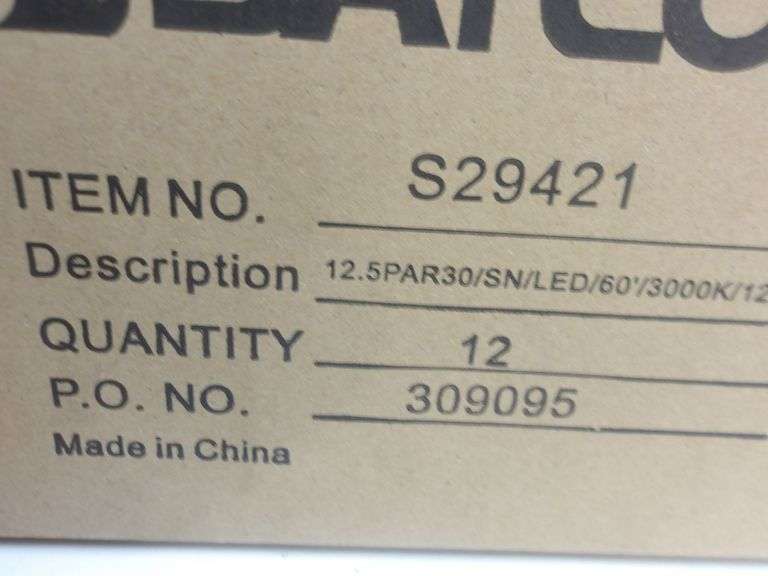 ITEM NO. S29421
Description 12.5PAR30/SN/LED/60'/3000K/12
QUANTITY 12
P.O. NO. 309095
Made in China